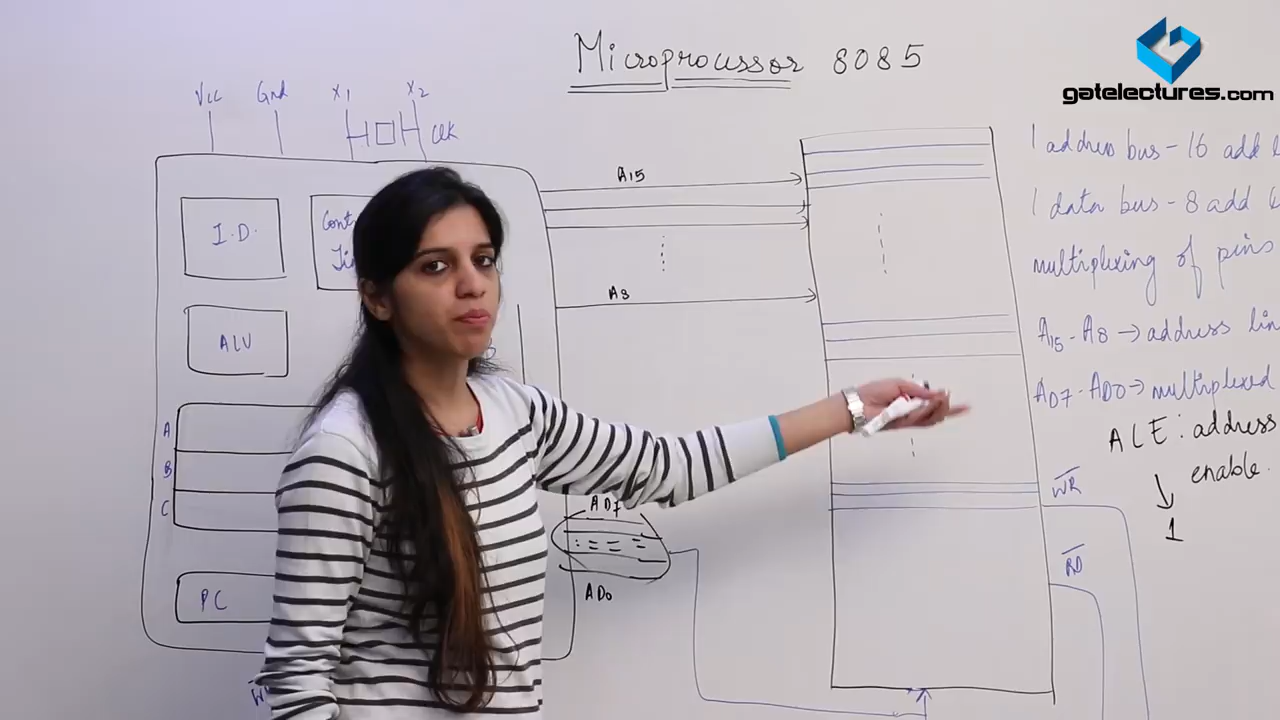 Microprocessor 8085
gatelectures.com
Vcc
Gnd
X1
X2
CLK
I.D.
ALU
A
B
C
PC
A15
A8
AD7
AD0
1 address bus - 16 add
1 data bus - 8 add
multiplexing of pins
A15 - A8 → address
AD7 - AD0 → multiplexed
ALE : address
enable.
1
WR
RD